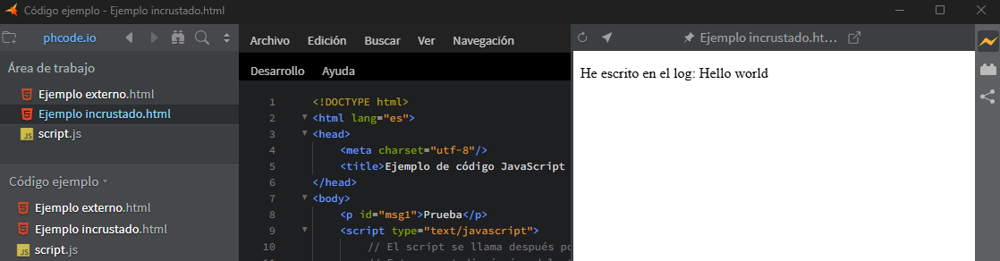 Código ejemplo - Ejemplo incrustado.html
phcode.io
Área de trabajo
Ejemplo externo.html
Ejemplo incrustado.html
JS script.js
Código ejemplo
Ejemplo externo.html
Ejemplo incrustado.html
JS script.js
Archivo Edición Buscar Ver Navegación
Desarrollo Ayuda
1 <!DOCTYPE html>
2 <html lang="es">
3 <head>
4 <meta charset="utf-8"/>
5 <title>Ejemplo de código JavaScript
6 </head>
7 <body>
8 <p id="msg1">Prueba</p>
9 <script type="text/javascript">
10 // El script se llama después
Ejemplo incrustado.ht...
He escrito en el log: Hello world